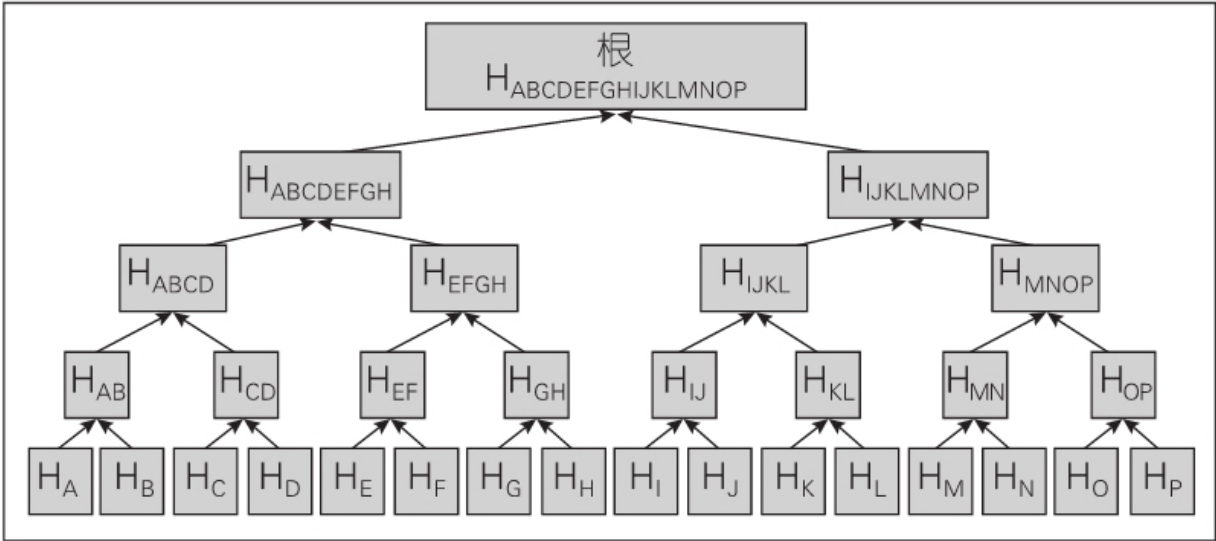 根
HABCDEFGHIJKLMNOP
HABCDEFGH
HIJKLMNOP
HABCD
HEFGH
HIJKL
HMNOP
HAB
HCD
HEF
HGH
HIJ
HKL
HMN
HOP
HA
HB
HC
HD
HE
HF
HG
HH
HI
HJ
HK
HL
HM
HN
HO
HP